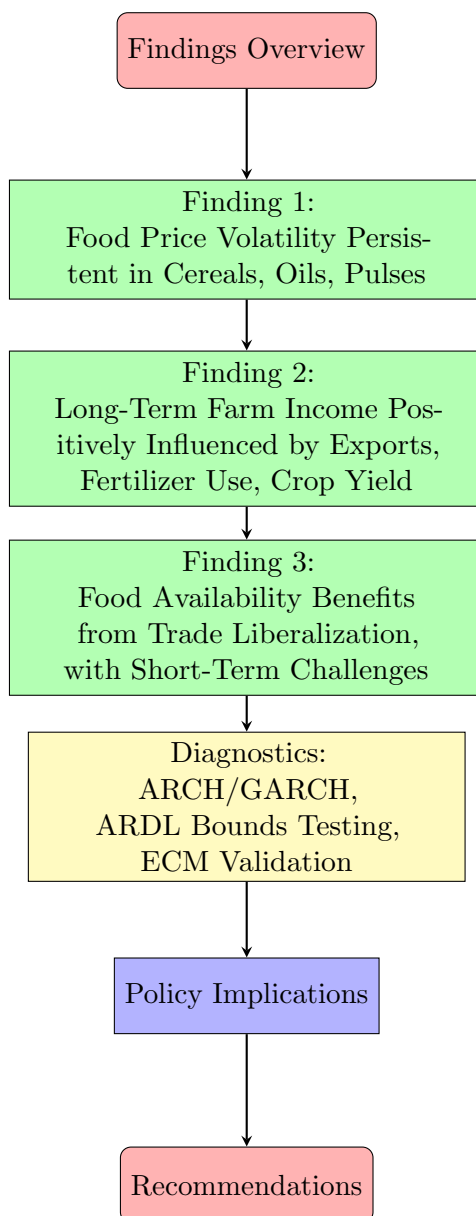 Findings Overview
Finding 1:
Food Price Volatility Persis-
tent in Cereals, Oils, Pulses
Finding 2:
Long-Term Farm Income Pos-
itively Influenced by Exports,
Fertilizer Use, Crop Yield
Finding 3:
Food Availability Benefits
from Trade Liberalization,
with Short-Term Challenges
Diagnostics:
ARCH/GARCH,
ARDL Bounds Testing,
ECM Validation
Policy Implications
Recommendations